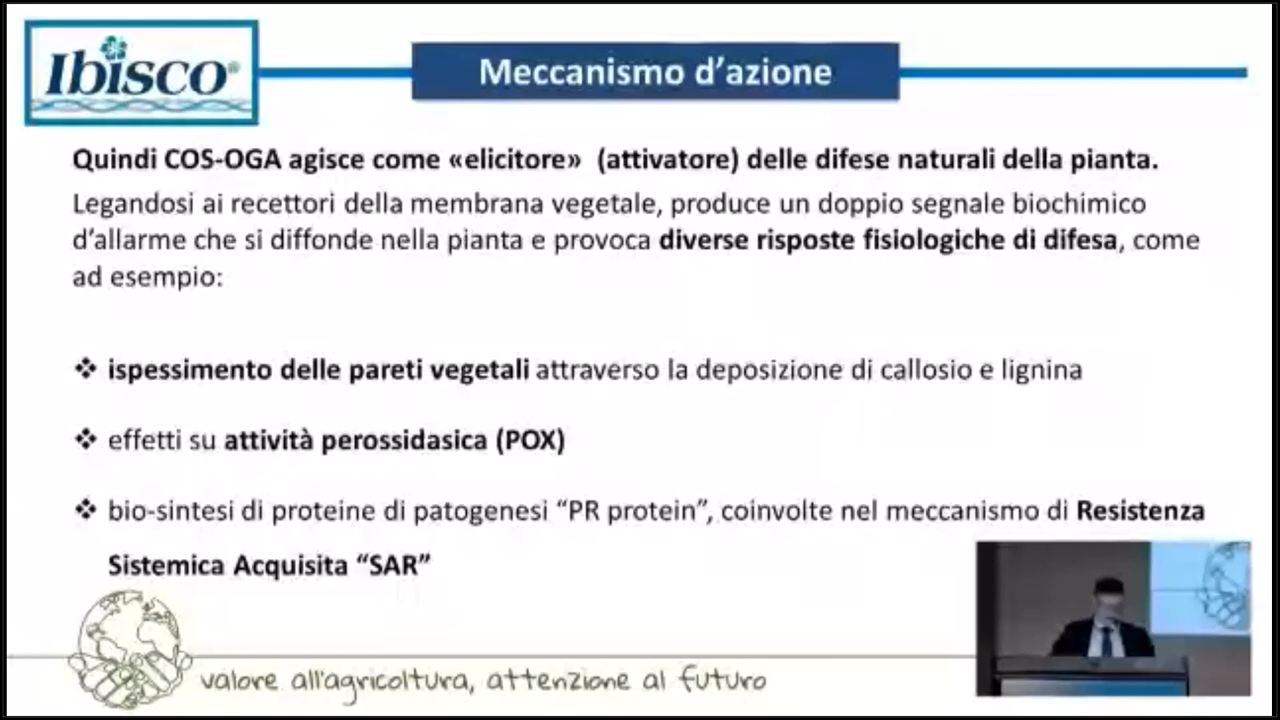 Ibisco®
Meccanismo d'azione
Quindi COS-OGA agisce come «elicitore» (attivatore) delle difese naturali della pianta.
Legandosi ai recettori della membrana vegetale, produce un doppio segnale biochimico
d'allarme che si diffonde nella pianta e provoca diverse risposte fisiologiche di difesa, come
ad esempio:
❖ ispessimento delle pareti vegetali attraverso la deposizione di callosio e lignina
❖ effetti su attività perossidasica (POX)
❖ bio-sintesi di proteine di patogenesi “PR protein”, coinvolte nel meccanismo di Resistenza
Sistemica Acquisita “SAR”
valore all'agricoltura, attenzione al futuro